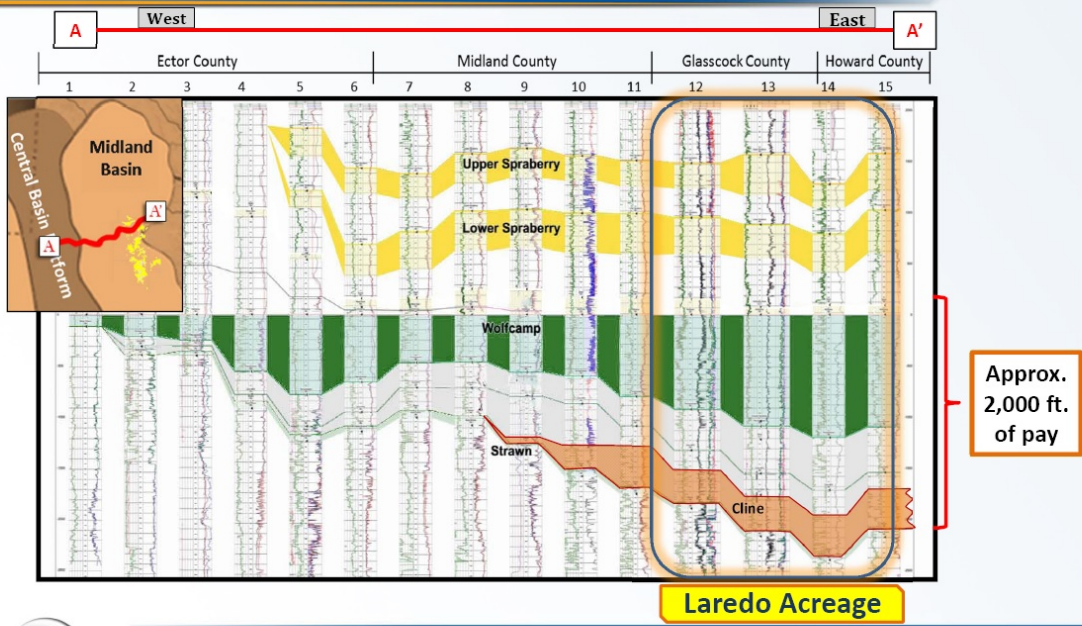 West
East
A
A'
Ector County
Midland County
Glasscock County
Howard County
1 2 3 4 5 6 7 8 9 10 11 12 13 14 15
Midland
Basin
Central Basin
tform
A
A'
Upper Spraberry
Lower Spraberry
Wolfcamp
Strawn
Cline
Approx.
2,000 ft.
of pay
Laredo Acreage